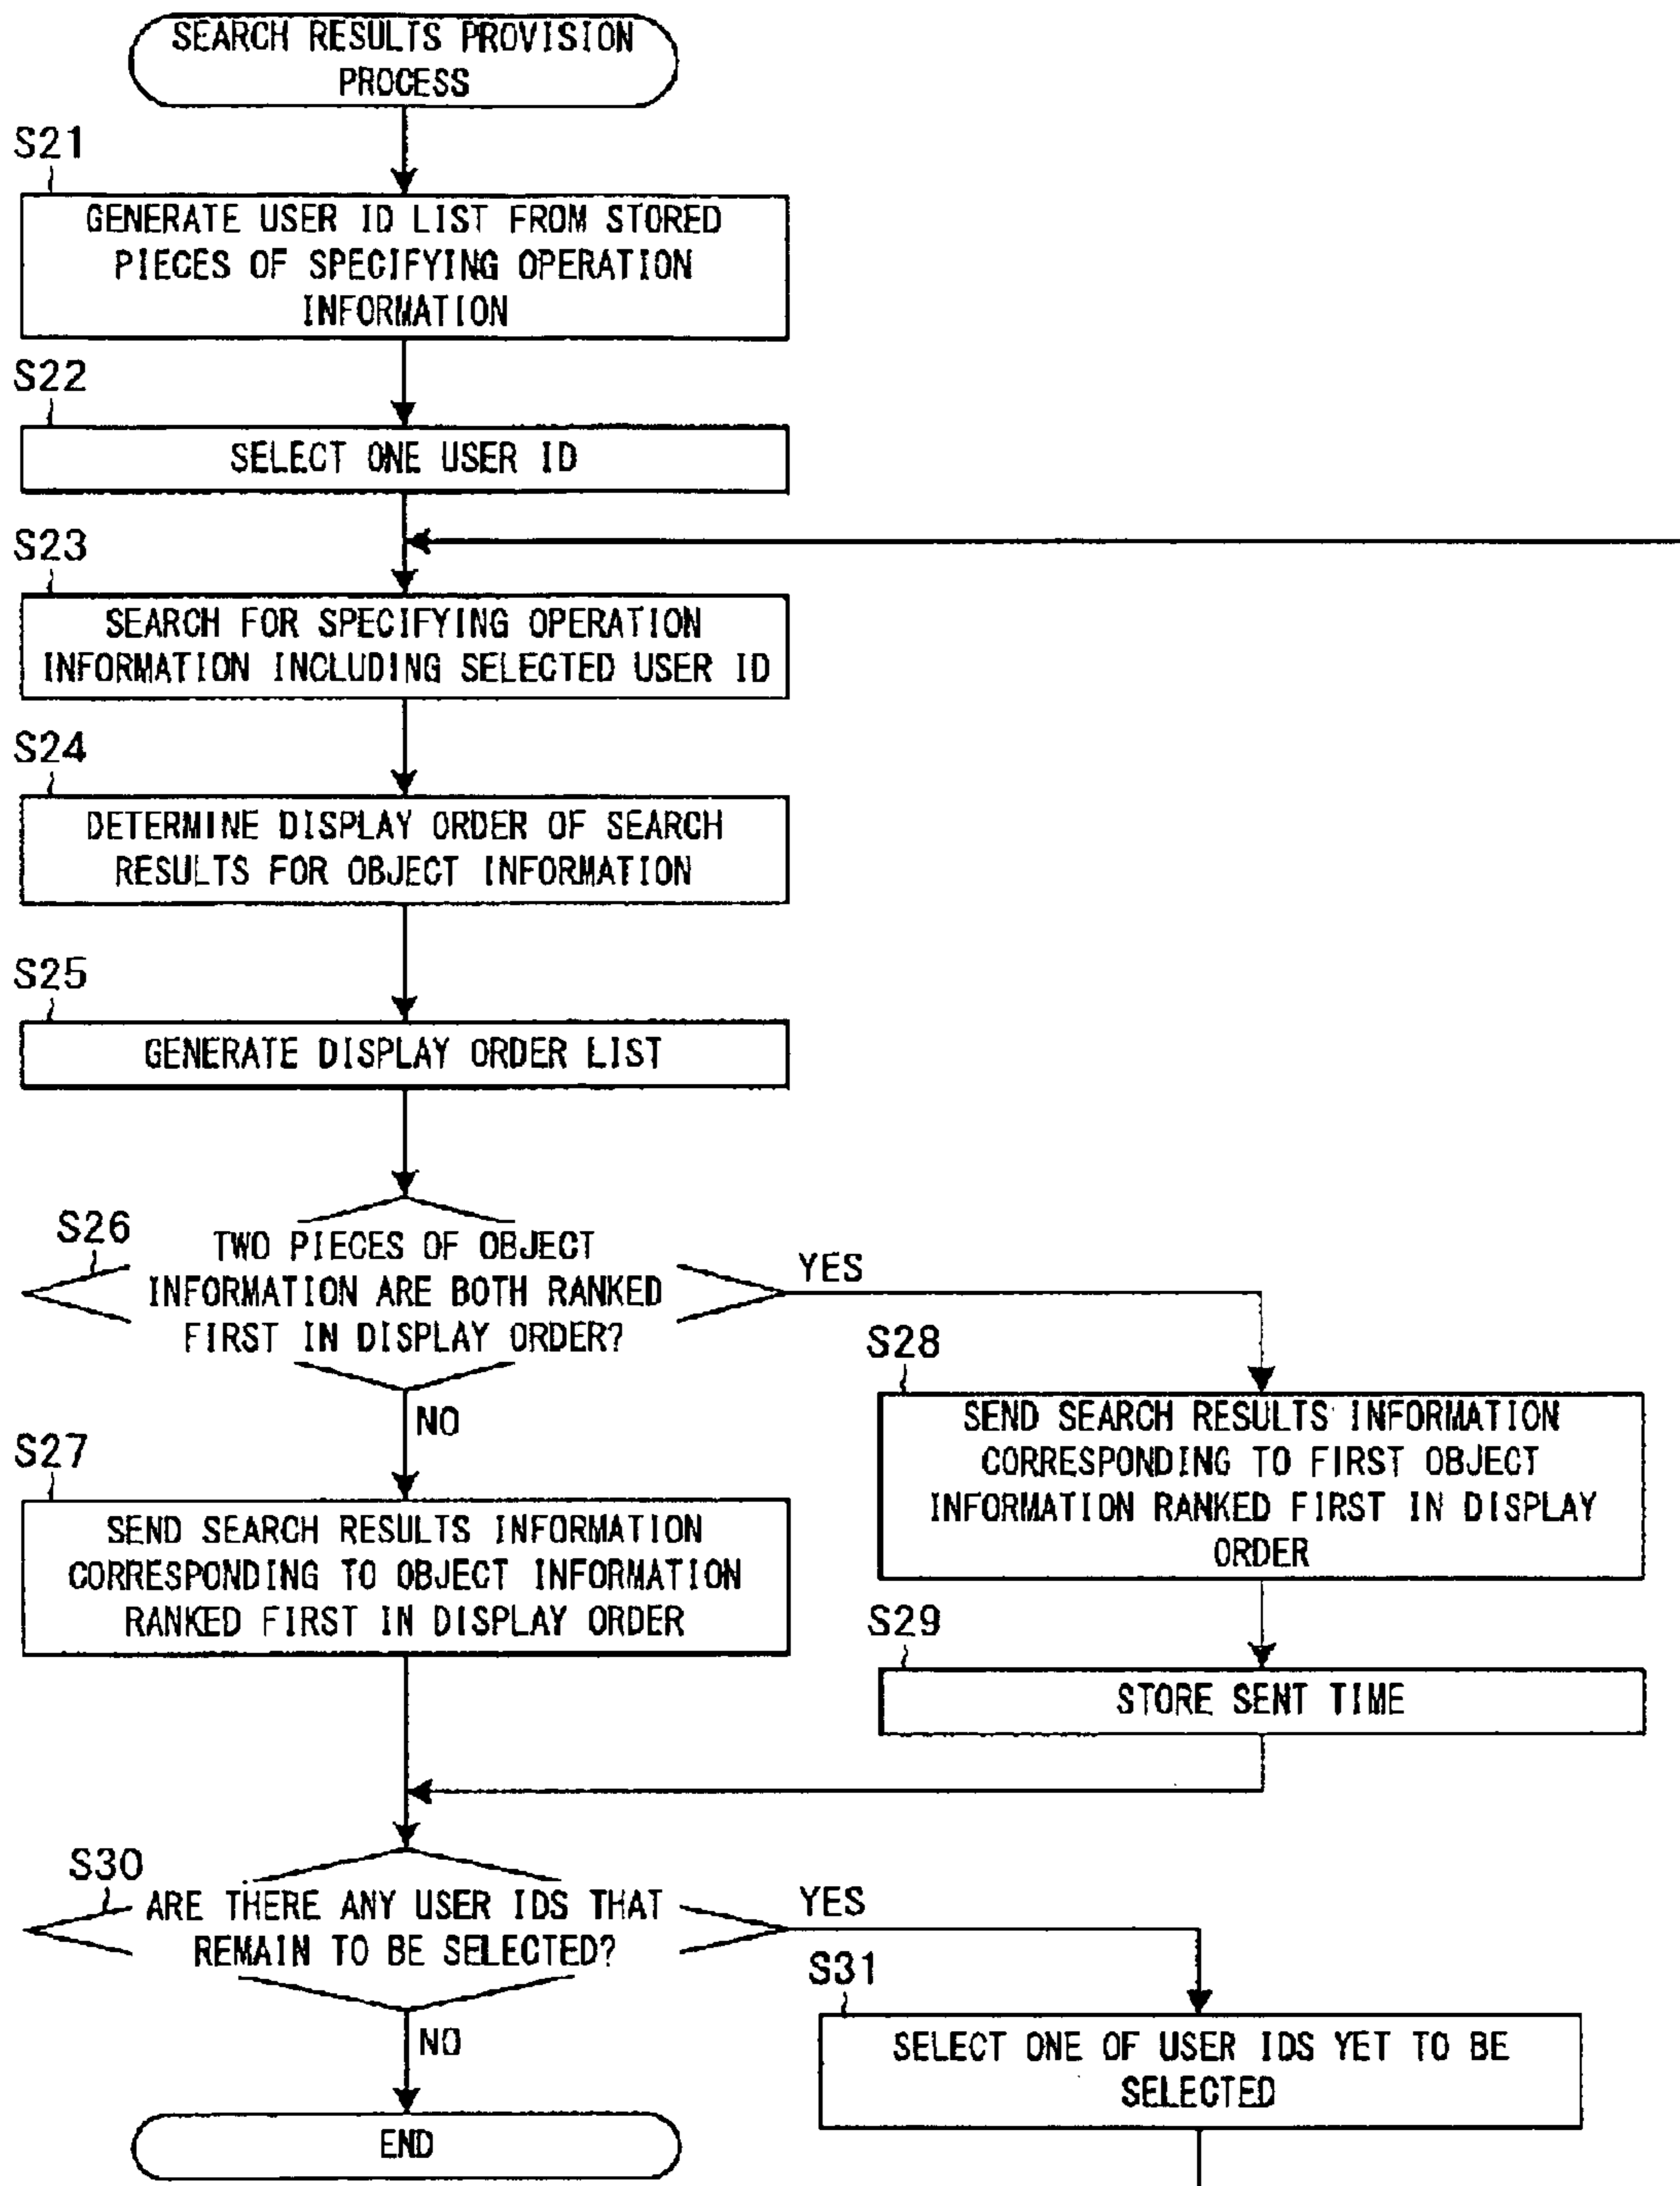 SEARCH RESULTS PROVISION
PROCESS
S21
GENERATE USER ID LIST FROM STORED
PIECES OF SPECIFYING OPERATION
INFORMATION
S22
SELECT ONE USER ID
S23
SEARCH FOR SPECIFYING OPERATION
INFORMATION INCLUDING SELECTED USER ID
S24
DETERMINE DISPLAY ORDER OF SEARCH
RESULTS FOR OBJECT INFORMATION
S25
GENERATE DISPLAY ORDER LIST
S26
TWO PIECES OF OBJECT
INFORMATION ARE BOTH RANKED
FIRST IN DISPLAY ORDER?
YES
NO
S27
SEND SEARCH RESULTS INFORMATION
CORRESPONDING TO OBJECT INFORMATION
RANKED FIRST IN DISPLAY ORDER
S28
SEND SEARCH RESULTS INFORMATION
CORRESPONDING TO FIRST OBJECT
INFORMATION RANKED FIRST IN DISPLAY
ORDER
S29
STORE SENT TIME
S30
ARE THERE ANY USER IDS THAT
REMAIN TO BE SELECTED?
YES
NO
S31
SELECT ONE OF USER IDS YET TO BE
SELECTED
END